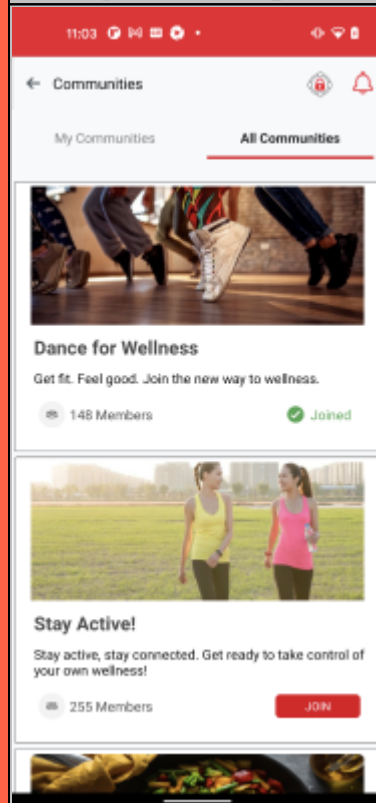 11:03
Communities
My Communities
All Communities
Dance for Wellness
Get fit. Feel good. Join the new way to wellness.
148 Members
Joined
Stay Active!
Stay active, stay connected. Get ready to take control of
your own wellness!
255 Members
JOIN